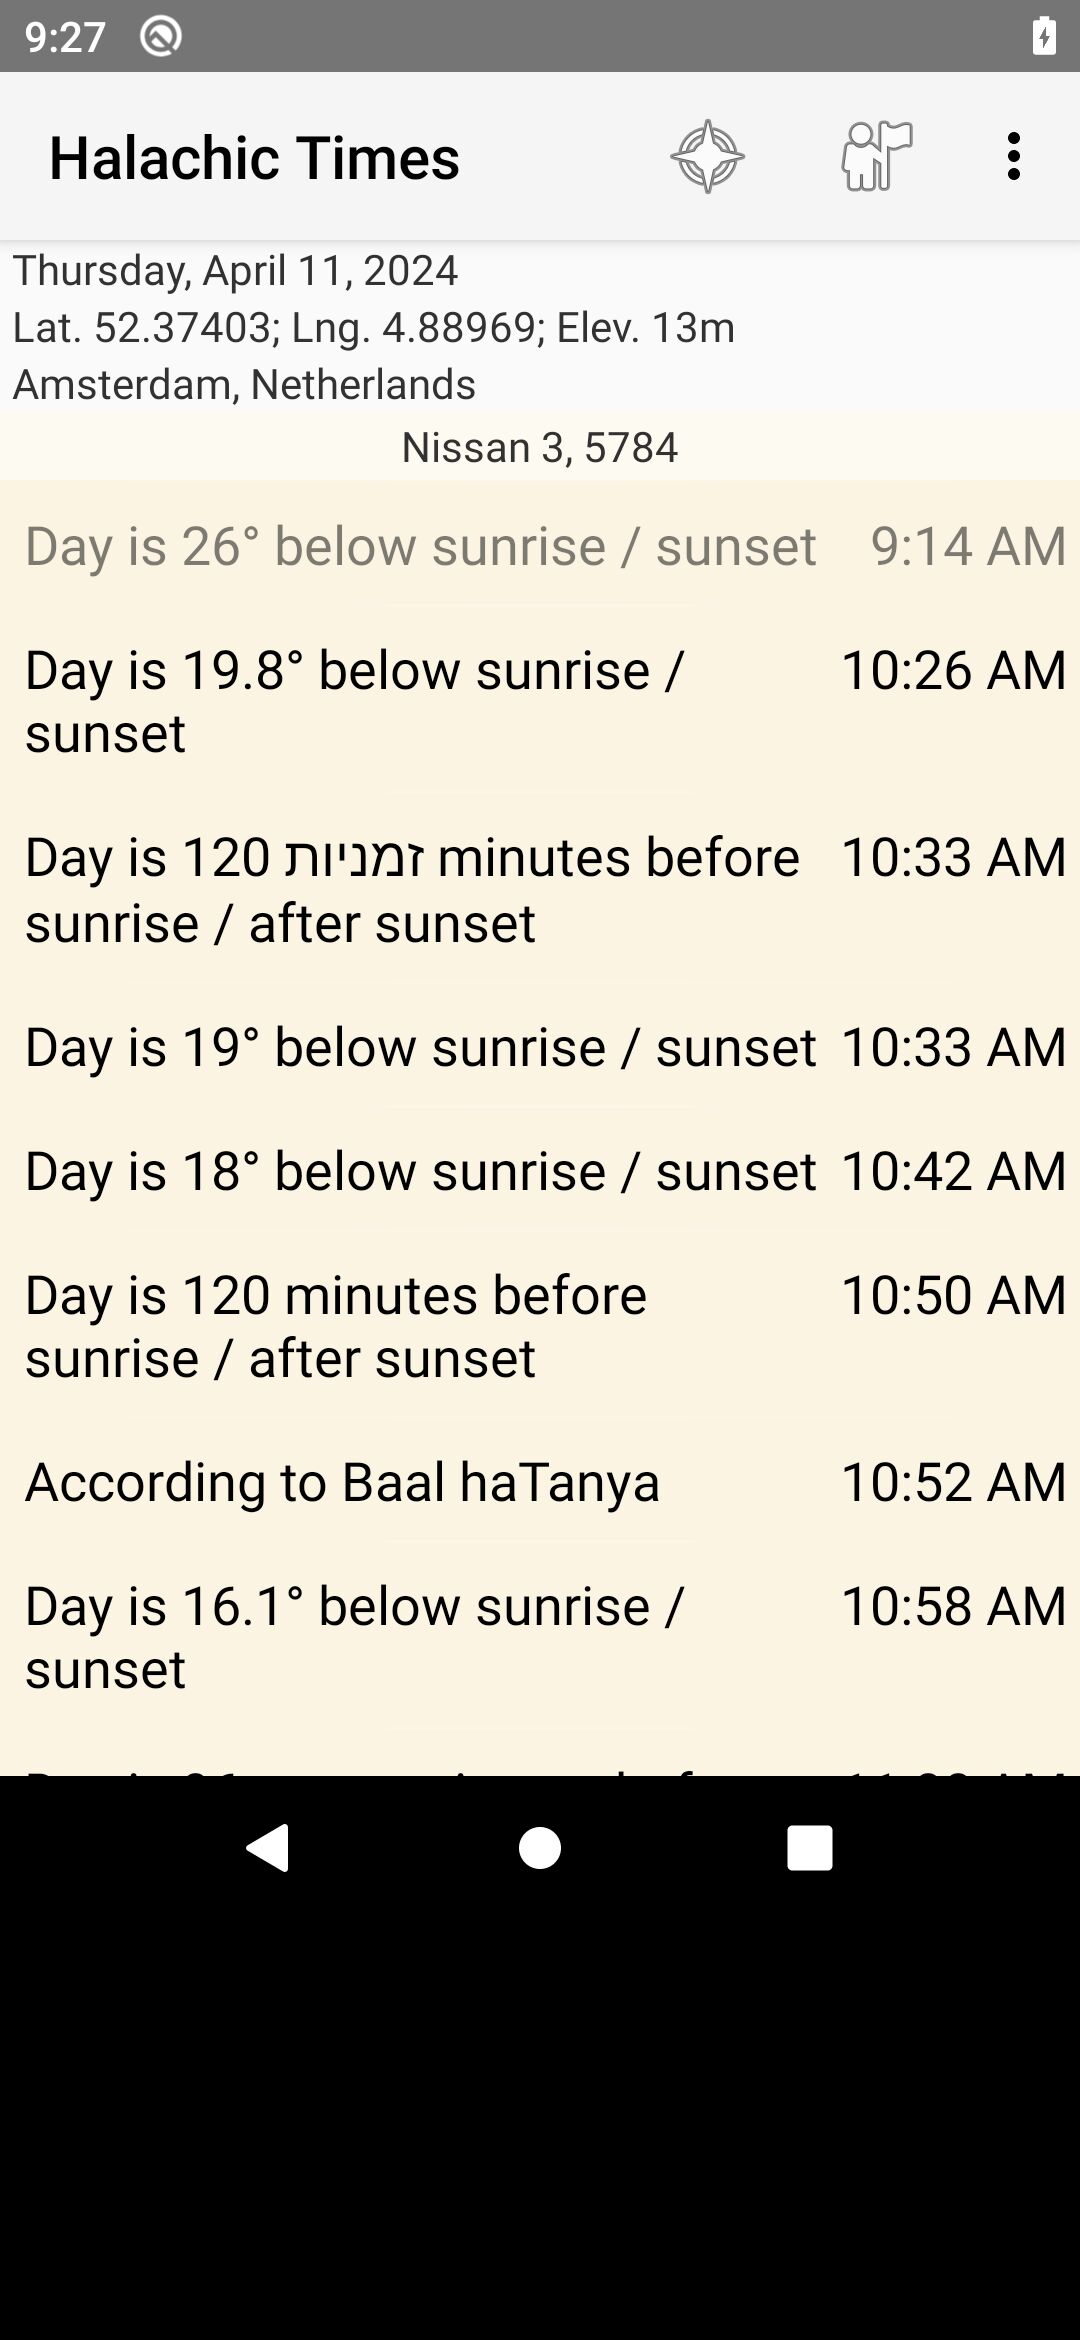 9:27
Halachic Times
Thursday, April 11, 2024
Lat. 52.37403; Lng. 4.88969; Elev. 13m
Amsterdam, Netherlands
Nissan 3, 5784
Day is 26° below sunrise / sunset 9:14 AM
Day is 19.8° below sunrise / 10:26 AM
sunset
Day is 120 זמניות minutes before 10:33 AM
sunrise / after sunset
Day is 19° below sunrise / sunset 10:33 AM
Day is 18° below sunrise / sunset 10:42 AM
Day is 120 minutes before 10:50 AM
sunrise / after sunset
According to Baal haTanya 10:52 AM
Day is 16.1° below sunrise / 10:58 AM
sunset